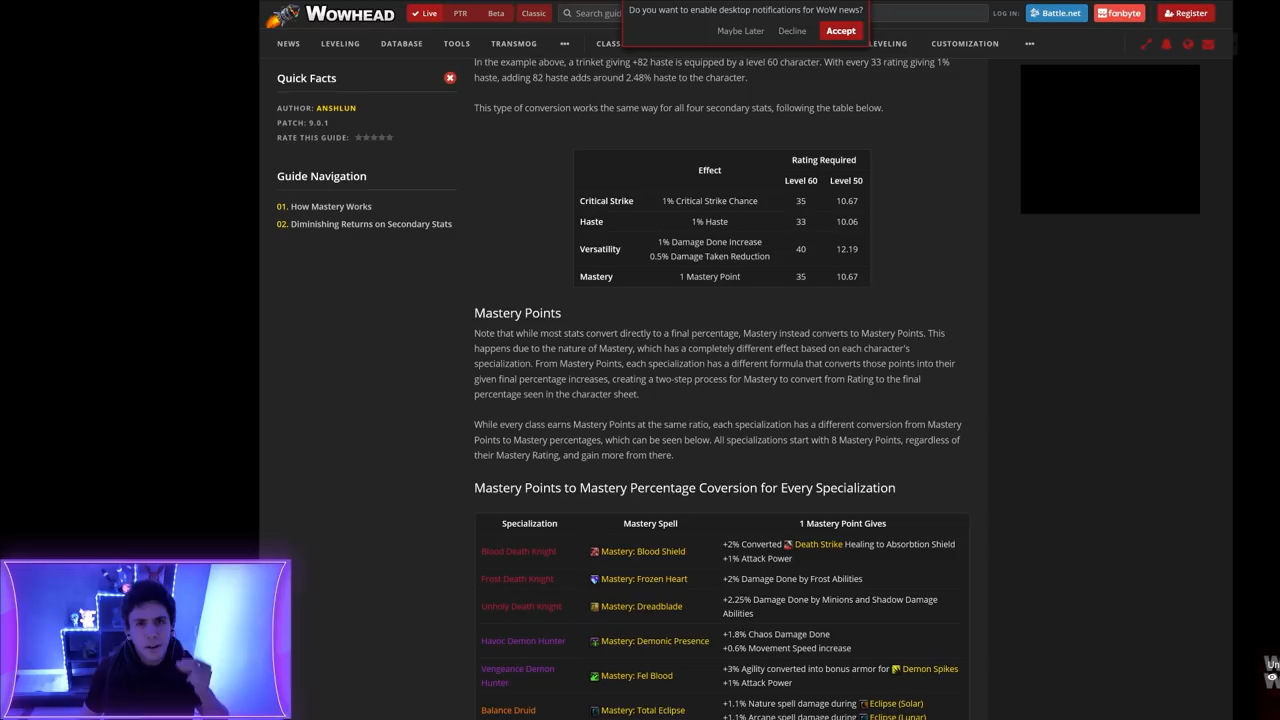 Do you want to enable desktop notifications for WoW news?
Maybe Later Decline Accept
WOWHEAD Live PTR Beta Classic Search guid LOG IN: Battle.net fanbyte Register
NEWS LEVELING DATABASE TOOLS TRANSMOG ••• CLASS LEVELING CUSTOMIZATION •••
Quick Facts
AUTHOR: ANSHLUN
PATCH: 9.0.1
RATE THIS GUIDE:
Guide Navigation
01. How Mastery Works
02. Diminishing Returns on Secondary Stats
In the example above, a trinket giving +82 haste is equipped by a level 60 character. With every 33 rating giving 1%
haste, adding 82 haste adds around 2.48% haste to the character.
This type of conversion works the same way for all four secondary stats, following the table below.
Effect Rating Required
Level 60 Level 50
Critical Strike 1% Critical Strike Chance 35 10.67
Haste 1% Haste 33 10.06
Versatility 1% Damage Done Increase 40 12.19
0.5% Damage Taken Reduction
Mastery 1 Mastery Point 35 10.67
Mastery Points
Note that while most stats convert directly to a final percentage, Mastery instead converts to Mastery Points. This
happens due to the nature of Mastery, which has a completely different effect based on each character's
specialization. From Mastery Points, each specialization has a different formula that converts those points into their
given final percentage increases, creating a two-step process for Mastery to convert from Rating to the final
percentage seen in the character sheet.
While every class earns Mastery Points at the same ratio, each specialization has a different conversion from Mastery
Points to Mastery percentages, which can be seen below. All specializations start with 8 Mastery Points, regardless of
their Mastery Rating, and gain more from there.
Mastery Points to Mastery Percentage Coversion for Every Specialization
Specialization Mastery Spell 1 Mastery Point Gives
Blood Death Knight Mastery: Blood Shield +2% Converted Death Strike Healing to Absorbtion Shield
+1% Attack Power
Frost Death Knight Mastery: Frozen Heart +2% Damage Done by Frost Abilities
Unholy Death Knight Mastery: Dreadblade +2.25% Damage Done by Minions and Shadow Damage
Abilities
Havoc Demon Hunter Mastery: Demonic Presence +1.8% Chaos Damage Done
+0.6% Movement Speed increase
Vengeance Demon
Hunter Mastery: Fel Blood +3% Agility converted into bonus armor for Demon Spikes
+1% Attack Power
Balance Druid Mastery: Total Eclipse +1.1% Nature spell damage during Eclipse (Solar)
+1.1% Arcane spell damage during Eclipse (Lunar)
Un